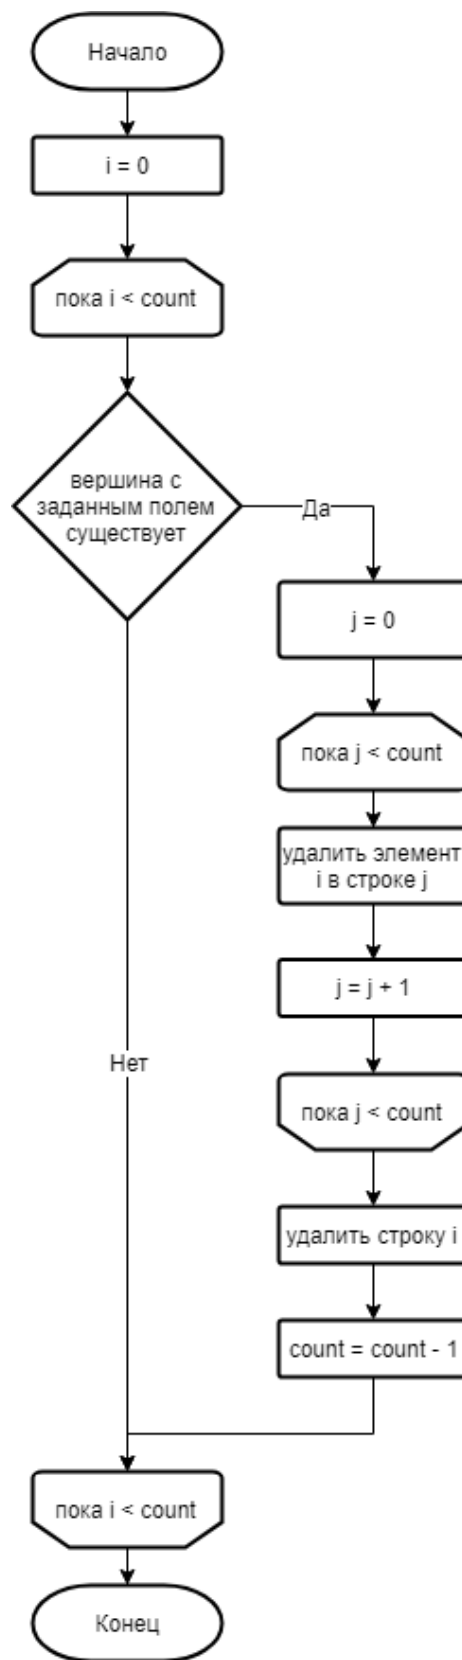 Начало
i = 0
пока i < count
вершина с
заданным полем
существует
Да
j = 0
пока j < count
удалить элемент
i в строке j
j = j + 1
Нет
пока j < count
удалить строку i
count = count - 1
пока i < count
Конец